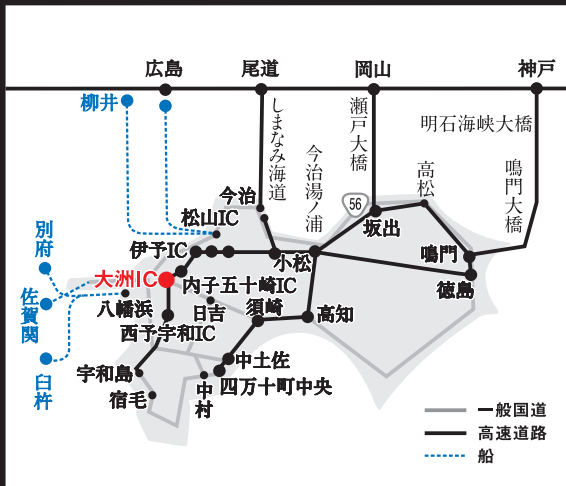 広島
尾道
岡山
神戸
柳井
しまなみ海道
瀬戸大橋
明石海峡大橋
今治湯ノ浦
高松
鳴門大橋
今治
56
松山IC
坂出
別府
伊予IC
小松
鳴門
大洲IC
内子五十崎IC
徳島
佐賀関
八幡浜
日吉
須崎
高知
西予宇和IC
臼杵
中土佐
宇和島
四万十町中央
宿毛
中村
一般国道
高速道路
船